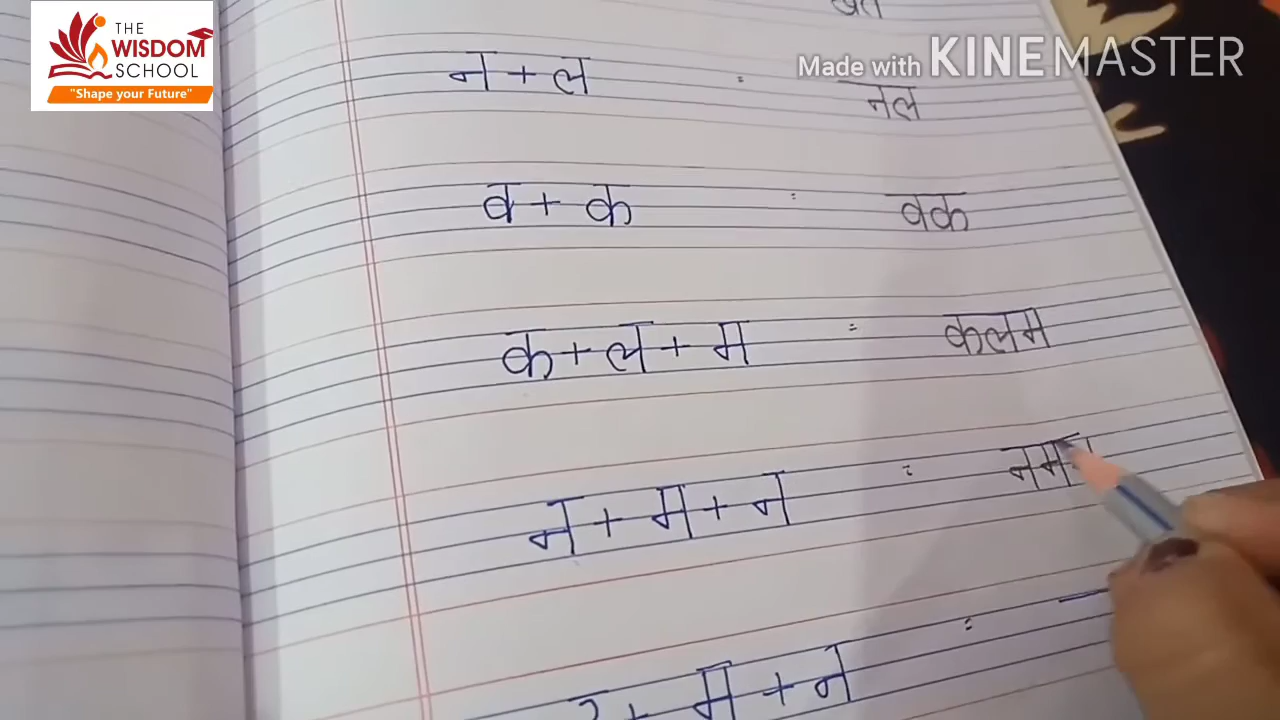 THE
WISDOM
SCHOOL
"Shape your Future"
Made with KINEMASTER
न + ल = नल
व + क = वक
क + ल + म = कलम
न + म + न = नमन
+ म + न =